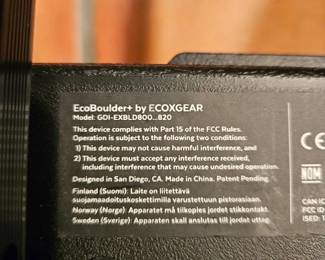 EcoBoulder+ by ECOXGEAR
Model: GDI-EXBLD800...820
This device complies with Part 15 of the FCC Rules.
Operation is subject to the following two conditions:
1) This device may not cause harmful interference, and
2) This device must accept any interference received,
including interference that may cause undesired operation.
Designed in San Diego, CA. Made in China. Patent Pending.
Finland (Suomi): Laite on liitettävä
suojamaadoituskoskettimilla varustettuun pistorasiaan.
Norway (Norge): Apparatet må tilkoples jordet stikkontakt.
Sweden (Sverige): Apparaten skall anslutas till jordat uttag.
CE
NOM
CAN IC
FCC ID:
ISED: